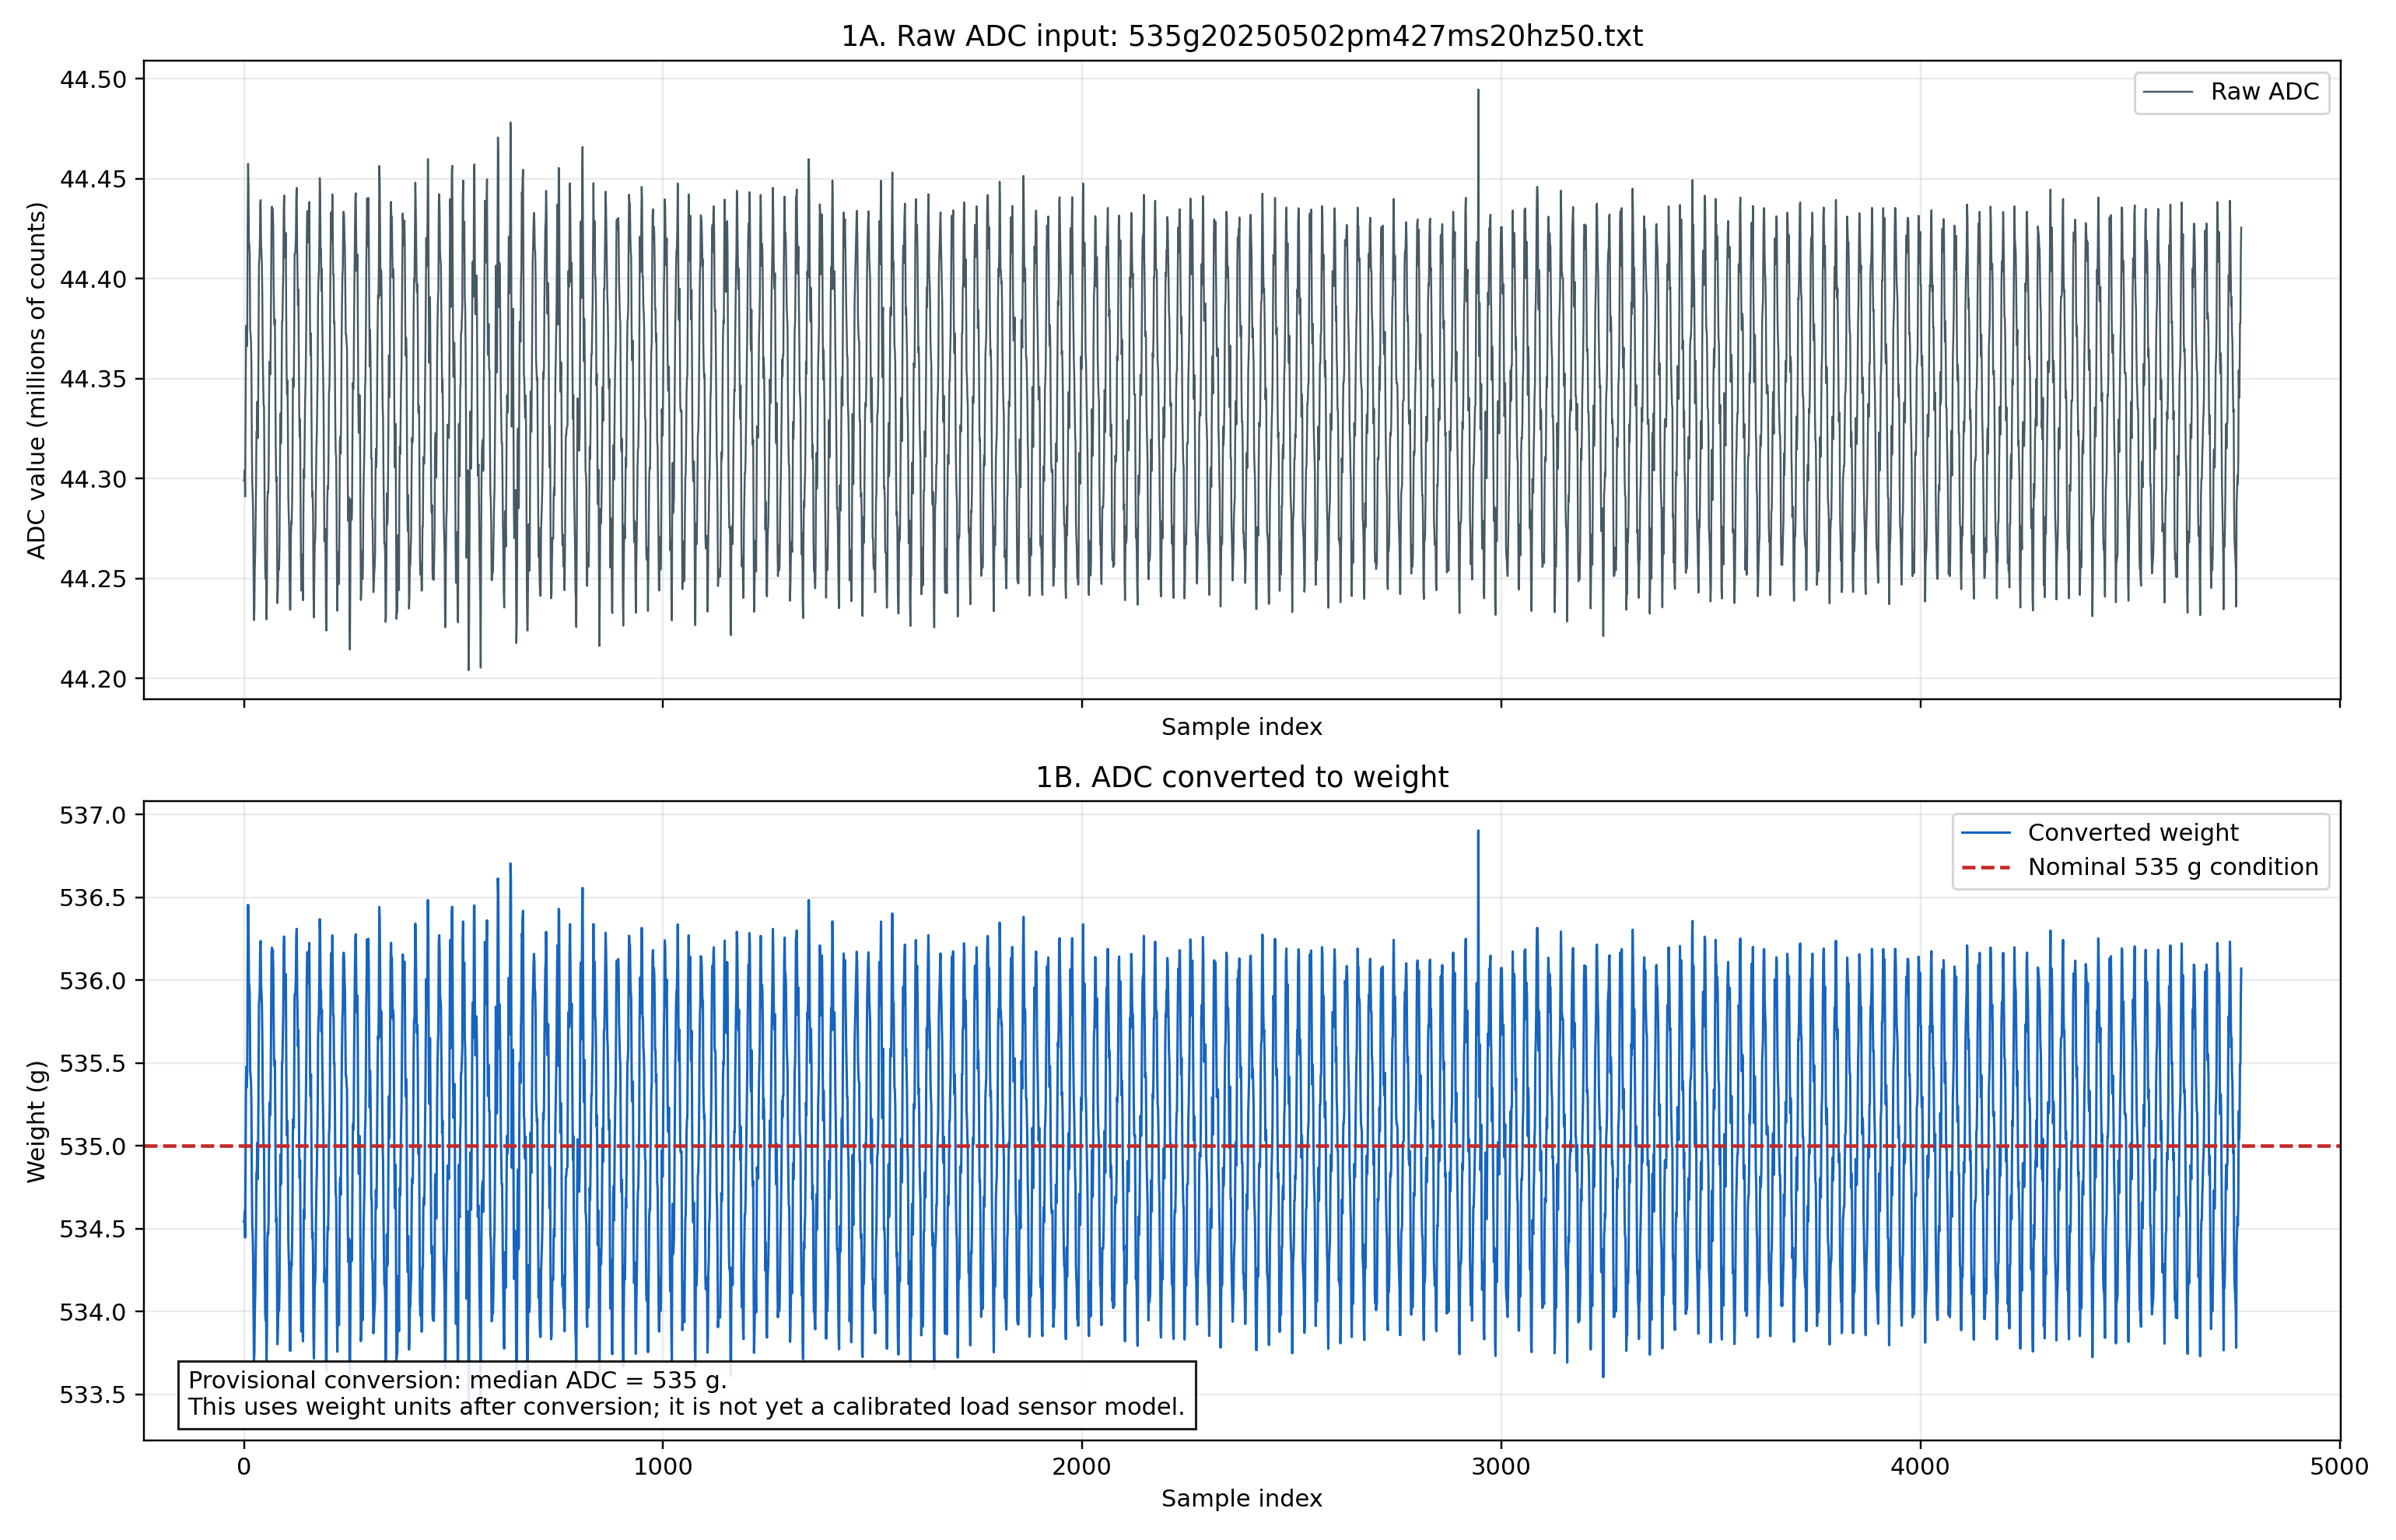 1A. Raw ADC input: 535g20250502pm427ms20hz50.txt
44.50
44.45
44.40
44.35
44.30
44.25
44.20
ADC value (millions of counts)
Raw ADC
Sample index
1B. ADC converted to weight
537.0
536.5
536.0
535.5
535.0
534.5
534.0
533.5
Weight (g)
Converted weight
Nominal 535 g condition
Provisional conversion: median ADC = 535 g.
This uses weight units after conversion; it is not yet a calibrated load sensor model.
0 1000 2000 3000 4000 5000
Sample index